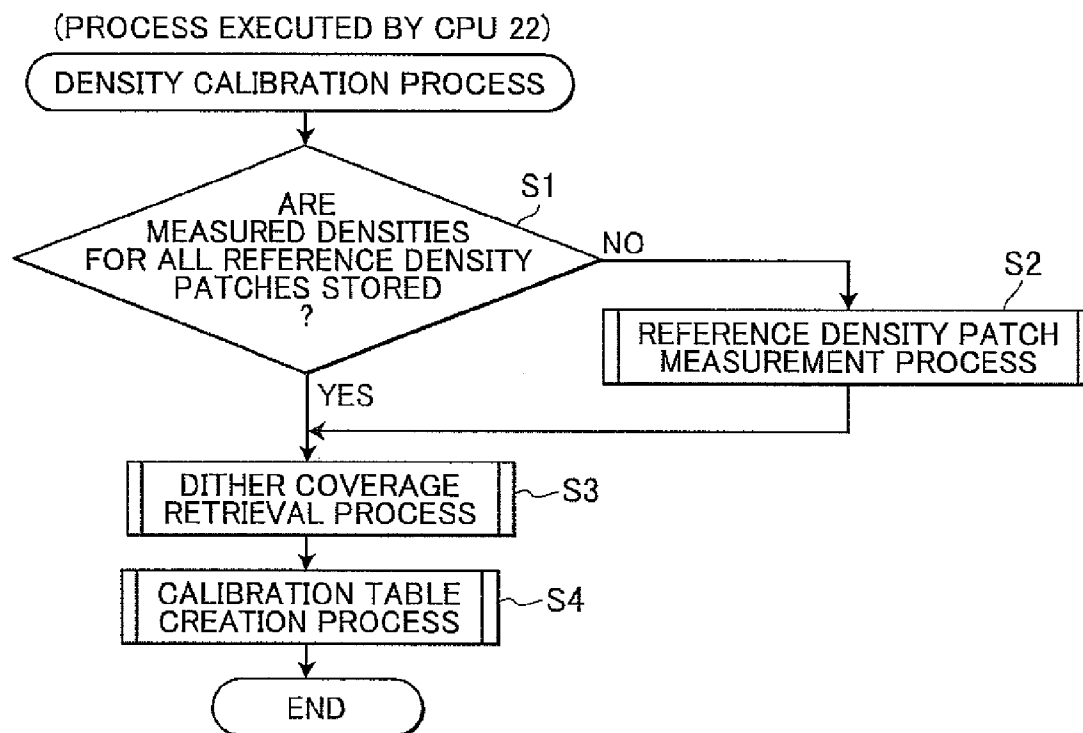 (PROCESS EXECUTED BY CPU 22)
DENSITY CALIBRATION PROCESS
S1
ARE
MEASURED DENSITIES
FOR ALL REFERENCE DENSITY
PATCHES STORED
?
NO
S2
REFERENCE DENSITY PATCH
MEASUREMENT PROCESS
YES
DITHER COVERAGE
RETRIEVAL PROCESS
S3
CALIBRATION TABLE
CREATION PROCESS
S4
END